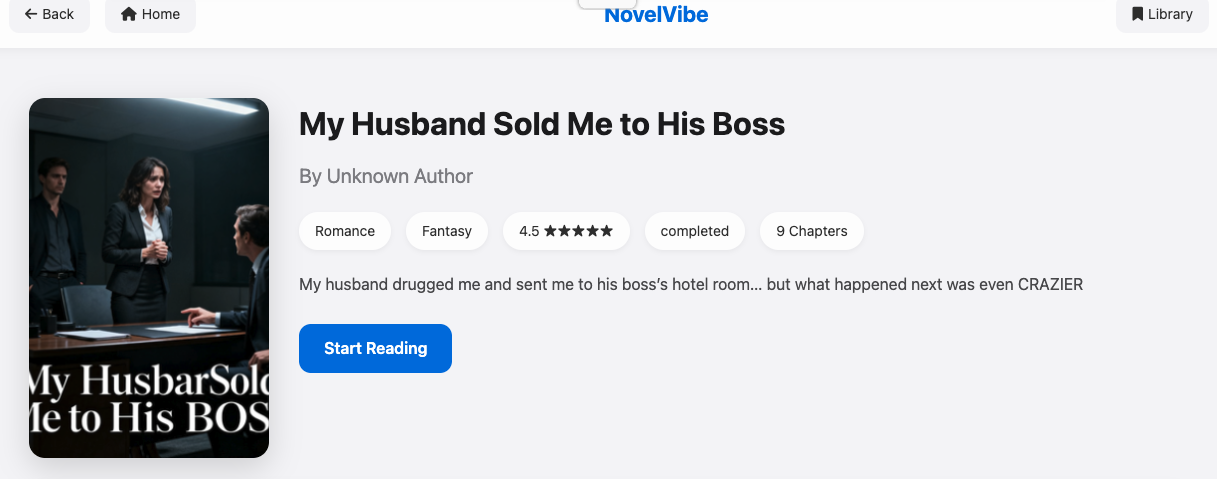 Back
Home
NovelVibe
Library
My Husband Sold Me to His Boss
By Unknown Author
Romance
Fantasy
4.5 ★★★★★
completed
9 Chapters
My husband drugged me and sent me to his boss’s hotel room... but what happened next was even CRAZIER
Start Reading
My HusbarSold
Me to His BOS